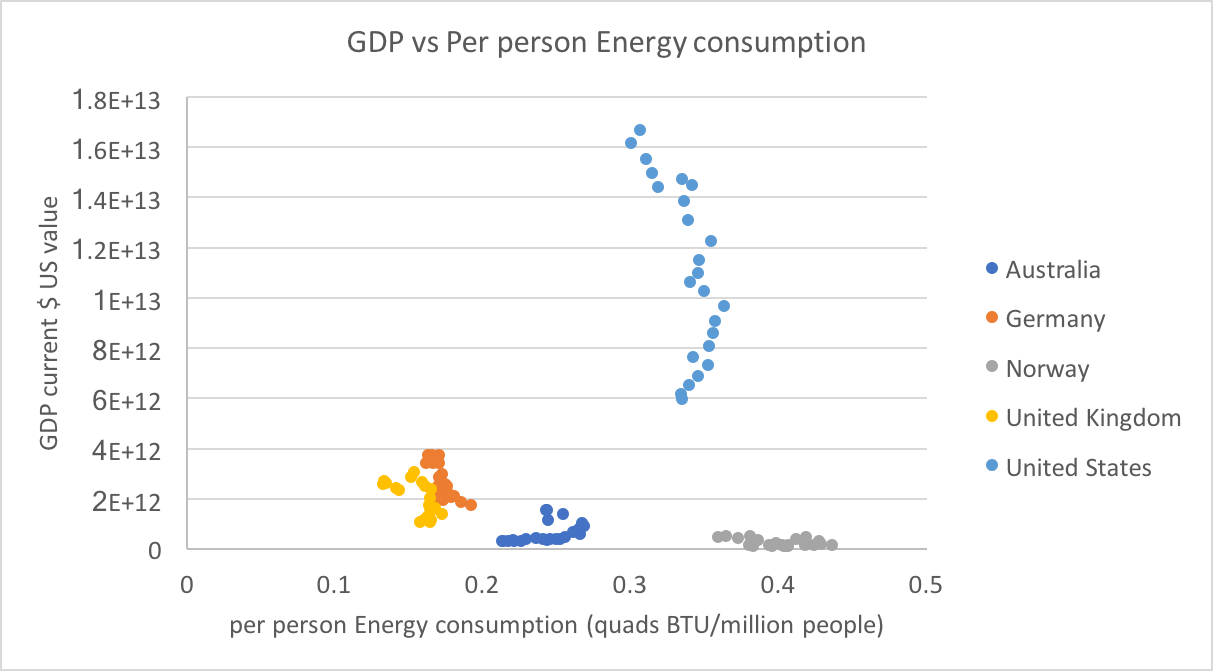 GDP vs Per person Energy consumption
GDP current $ US value
1.8E+13
1.6E+13
1.4E+13
1.2E+13
1E+13
8E+12
6E+12
4E+12
2E+12
0
0 0.1 0.2 0.3 0.4 0.5
per person Energy consumption (quads BTU/million people)
Australia
Germany
Norway
United Kingdom
United States